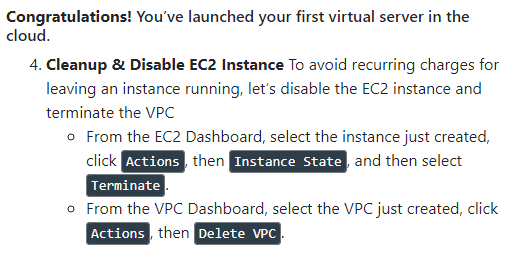 Congratulations! You've launched your first virtual server in the
cloud.
4. Cleanup & Disable EC2 Instance To avoid recurring charges for
leaving an instance running, let's disable the EC2 instance and
terminate the VPC
○ From the EC2 Dashboard, select the instance just created,
click Actions, then Instance State, and then select
Terminate.
○ From the VPC Dashboard, select the VPC just created, click
Actions, then Delete VPC.